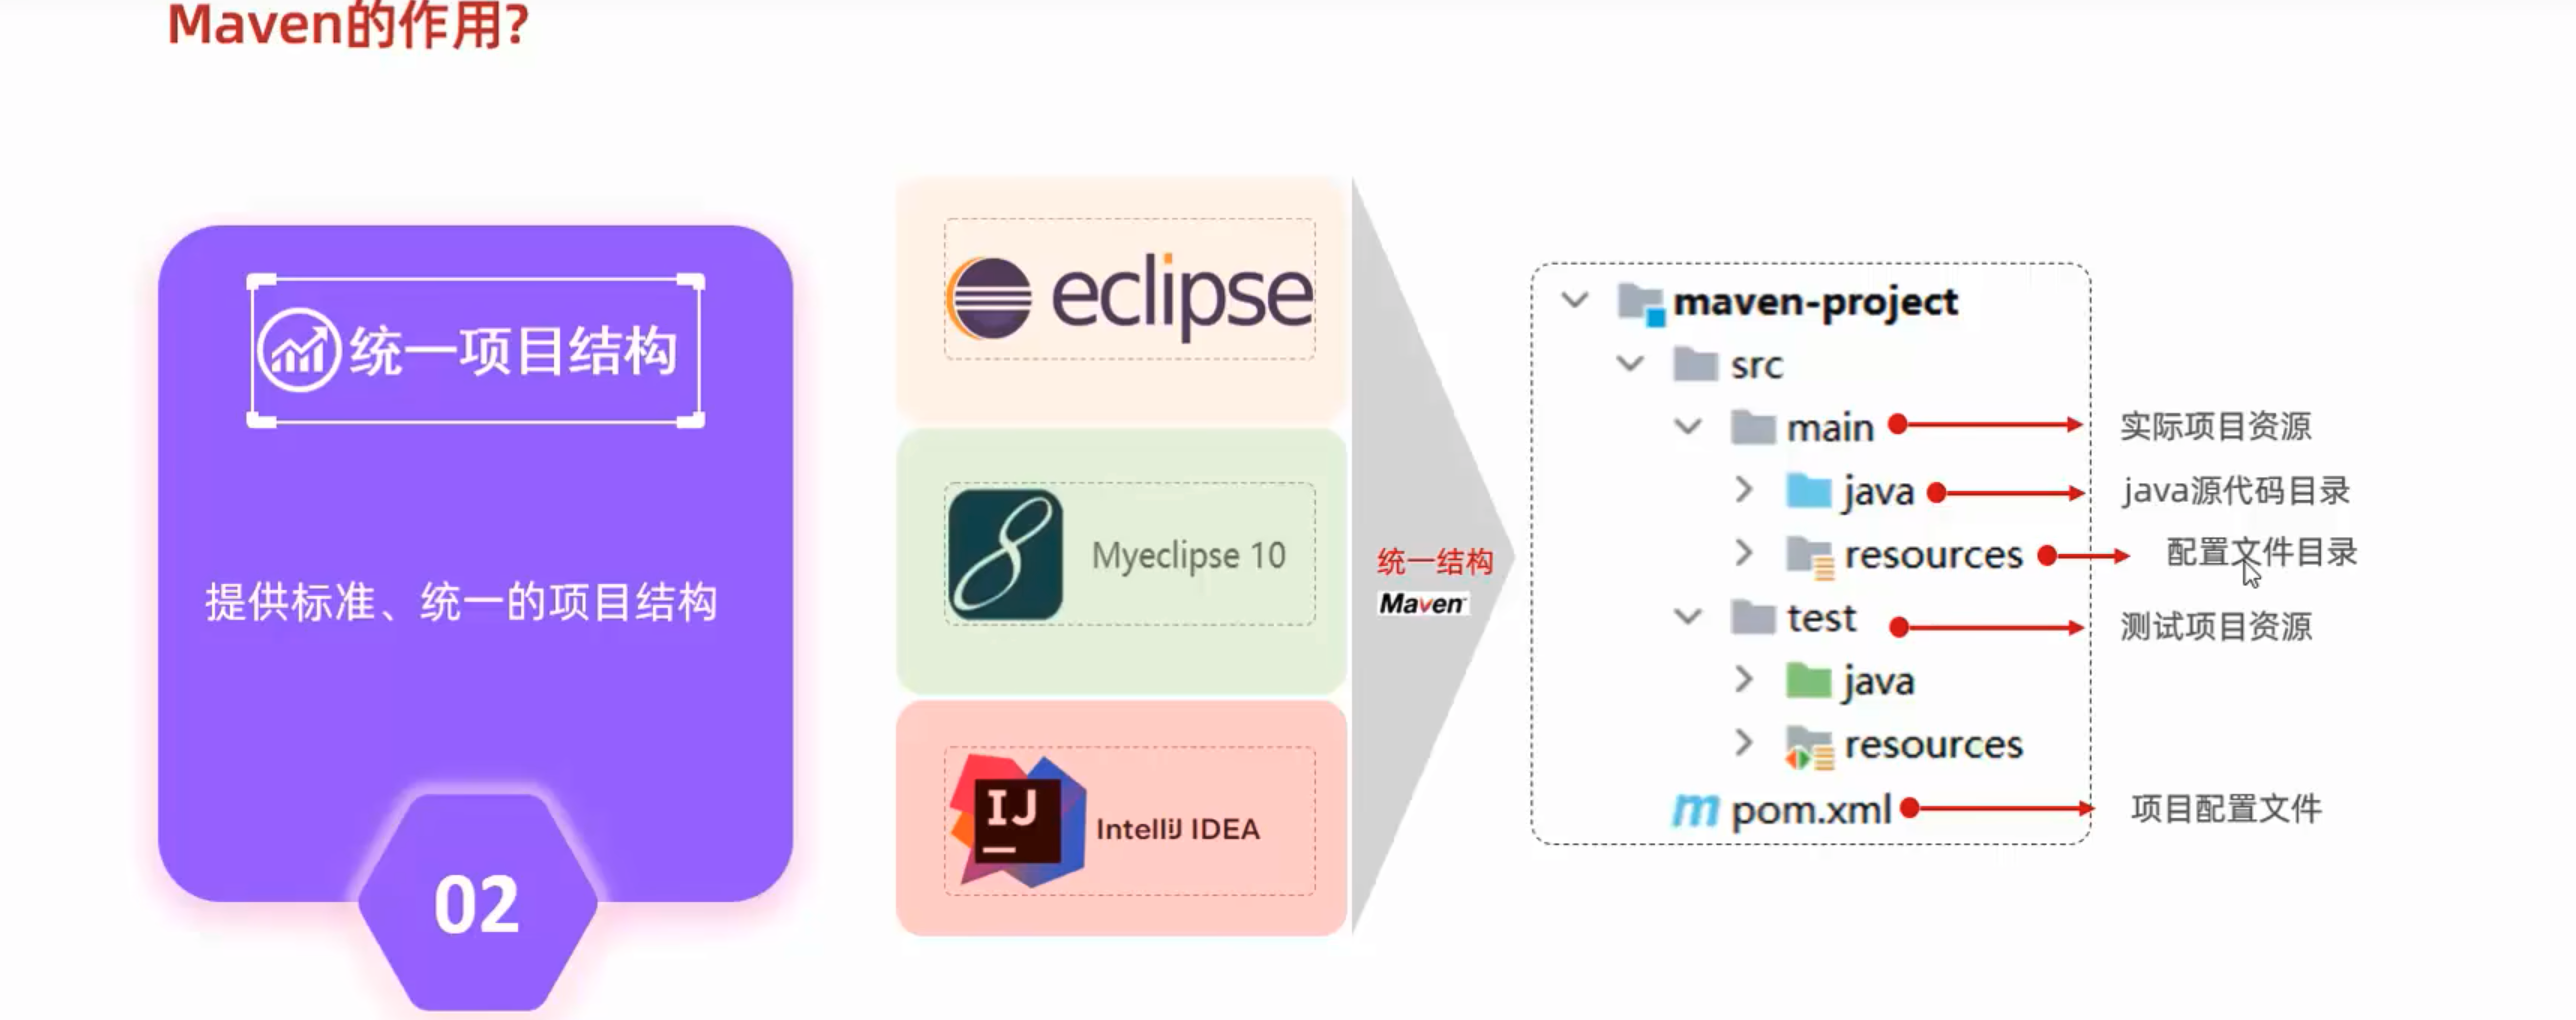 Maven的作用?
统一项目结构
提供标准、统一的项目结构
02
eclipse
Myeclipse 10
IJ
IntelliJ IDEA
统一结构
Maven
maven-project
src
main
实际项目资源
java
java源代码目录
resources
配置文件目录
test
测试项目资源
java
resources
m pom.xml
项目配置文件